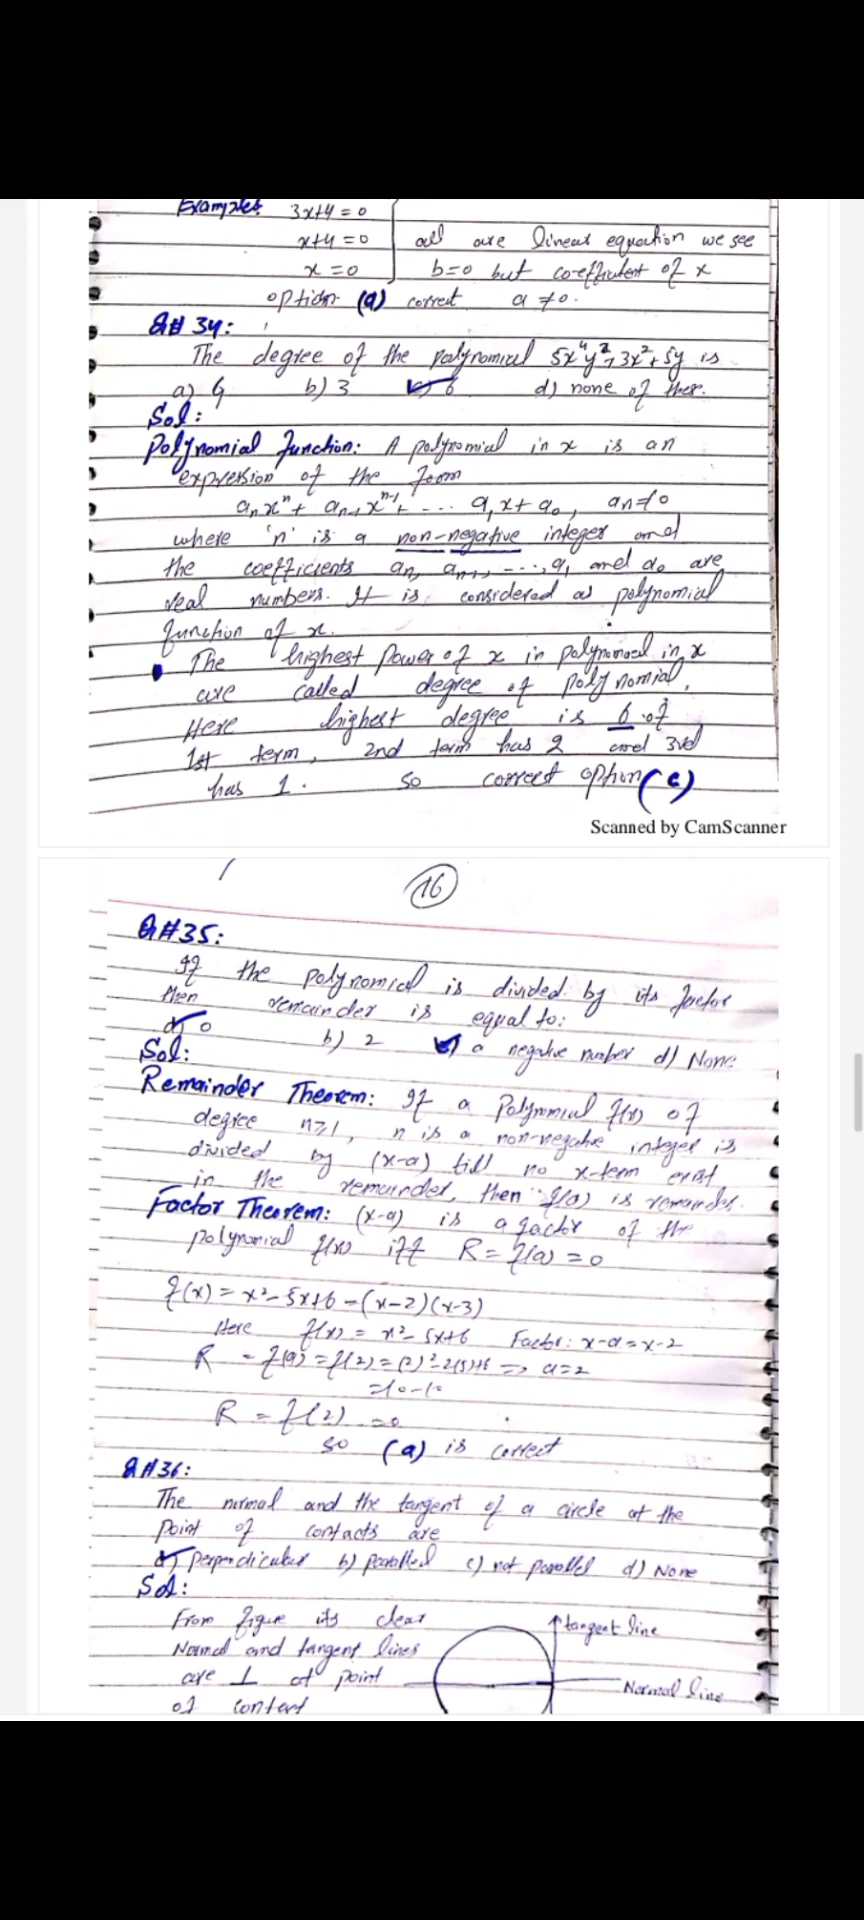 Examples. 3x+4=0
x+4=0 all are linear equation we see
x=0 b=0 but co-efficient of x
option (a) correct a ≠0.
Q# 34:
The degree of the polynomial 5x⁴y²+3x²+5y is
a) 4 b) 3 c) 6 d) none of these.
Sol:
Polynomial Function: A polynomial in x is an
expression of the form
aₙxⁿ + aₙ₋₁xⁿ⁻¹+ .... a₁x + a₀, aₙ≠0
where 'n' is a non-negative integer and
the coefficients aₙ, aₙ₋₁, ...., a₁ and a₀ are
real numbers. It is considered as polynomial
function of x.
• The highest power of x in polynomial in x
are called degree of polynomial.
Here highest degree is 6 of
1st term, 2nd term has 2 and 3rd
has 1. So correct option (c)
Scanned by CamScanner
16
Q#35:
If the polynomial is divided by its factor
then remainder is equal to:
a) 0 b) 2 c) a negative number d) None
Sol:
Remainder Theorem: If a Polynomial f(x) of
degree n≥1, n is a non-negative integer is
divided by (x-a) till no x-term exist
in the remainder, then f(a) is remainder.
Factor Theorem: (x-a) is a factor of the
polynomial f(x) iff R = f(a) = 0
f(x) = x²-5x+6 = (x-2)(x-3)
Here f(x) = x²-5x+6 Factor: x-a=x-2
R = f(a) = f(2) = (2)²-2(5)+6 => a=2
=10-10
R = f(2) =0
so (a) is correct
Q#36:
The normal and the tangent of a circle at the
point of contacts are
a) perpendicular b) parallel c) not parallel d) None
Sol:
From figure its clear
tangent line
Normal and tangent lines
are ⊥ at point
Normal line
of contact